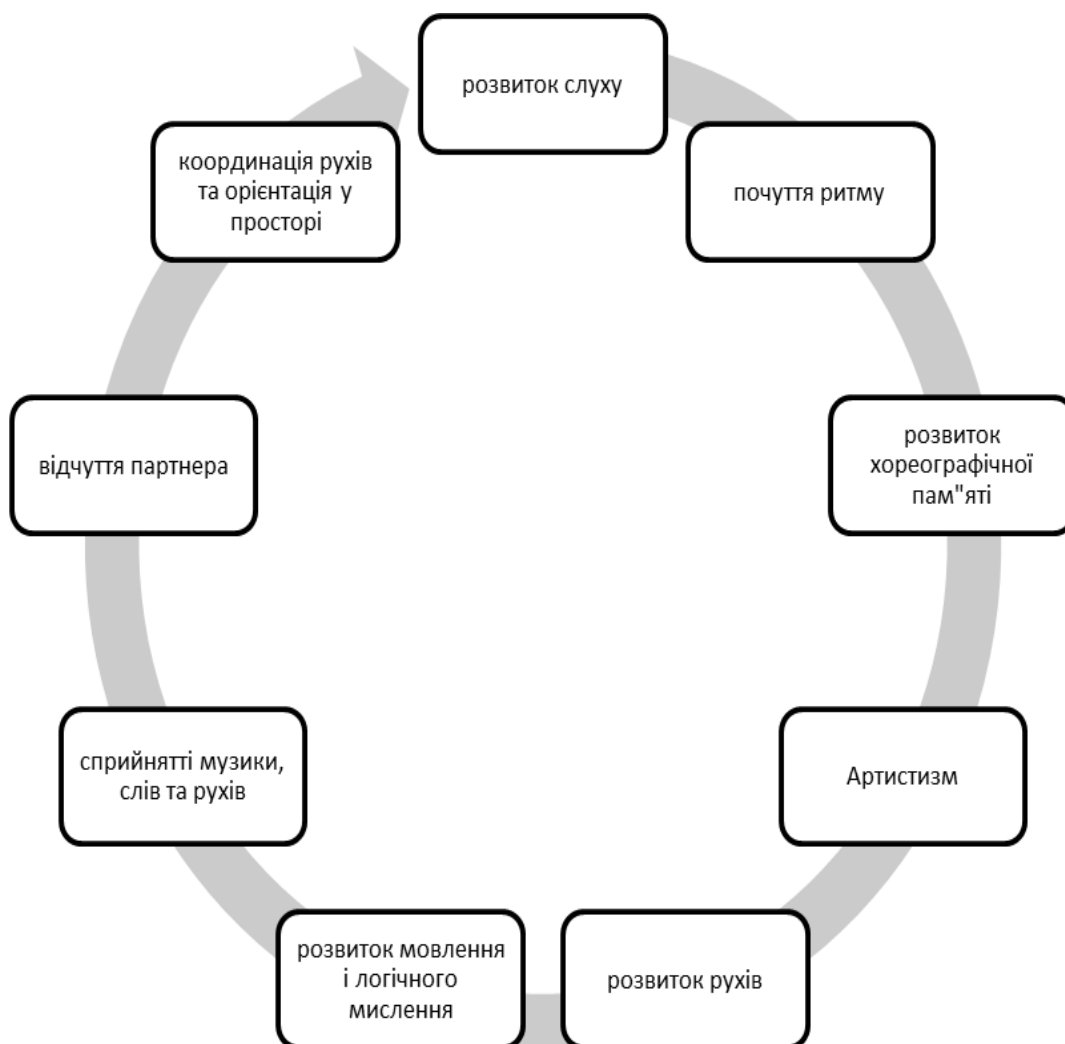 розвиток слуху
почуття ритму
розвиток
хореографічної
пам"яті
Артистизм
розвиток рухів
розвиток мовлення
і логічного
мислення
сприйнятті музики,
слів та рухів
відчуття партнера
координація рухів
та орієнтація у
просторі